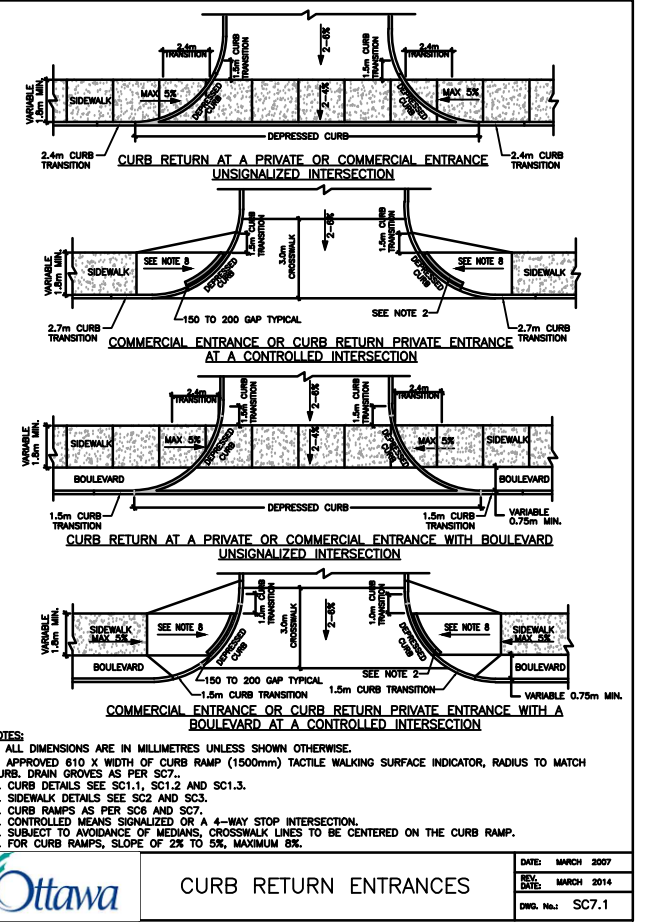 2.4m
TRANSITION
1.5m CURB
TRANSITION
2-6%
1.5m CURB
TRANSITION
2.4m
TRANSITION
VARIABLE
1.8m MIN.
SIDEWALK
MAX 5%
DEPRESSED
CURB
2-4%
DEPRESSED
CURB
MAX 5%
SIDEWALK
DEPRESSED CURB
2.4m CURB
TRANSITION
2.4m CURB
TRANSITION
CURB RETURN AT A PRIVATE OR COMMERCIAL ENTRANCE
UNSIGNALIZED INTERSECTION
1.5m CURB
TRANSITION
2-6%
3.0m
CROSSWALK
1.5m CURB
TRANSITION
VARIABLE
1.8m MIN.
SIDEWALK
SEE NOTE 8
DEPRESSED
CURB
DEPRESSED
CURB
SEE NOTE 8
SIDEWALK
150 TO 200 GAP TYPICAL
SEE NOTE 2
2.7m CURB
TRANSITION
2.7m CURB
TRANSITION
COMMERCIAL ENTRANCE OR CURB RETURN PRIVATE ENTRANCE
AT A CONTROLLED INTERSECTION
2.4m
TRANSITION
1.5m CURB
TRANSITION
2-6%
1.5m CURB
TRANSITION
2.4m
TRANSITION
VARIABLE
1.8m MIN.
SIDEWALK
MAX 5%
DEPRESSED
CURB
2-4%
DEPRESSED
CURB
MAX 5%
SIDEWALK
BOULEVARD
BOULEVARD
DEPRESSED CURB
1.5m CURB
TRANSITION
1.5m CURB
TRANSITION
VARIABLE
0.75m MIN.
CURB RETURN AT A PRIVATE OR COMMERCIAL ENTRANCE WITH BOULEVARD
UNSIGNALIZED INTERSECTION
1.0m CURB
TRANSITION
3.0m
CROSSWALK
2-6%
1.0m CURB
TRANSITION
VARIABLE
1.8m MIN.
SIDEWALK
MAX 5%
SEE NOTE 8
DEPRESSED
CURB
DEPRESSED
CURB
SEE NOTE 8
SIDEWALK
MAX 5%
BOULEVARD
150 TO 200 GAP TYPICAL
SEE NOTE 2
BOULEVARD
1.5m CURB TRANSITION
1.5m CURB TRANSITION
VARIABLE 0.75m MIN.
COMMERCIAL ENTRANCE OR CURB RETURN PRIVATE ENTRANCE WITH A
BOULEVARD AT A CONTROLLED INTERSECTION
OTES:
ALL DIMENSIONS ARE IN MILLIMETRES UNLESS SHOWN OTHERWISE.
APPROVED 610 X WIDTH OF CURB RAMP (1500mm) TACTILE WALKING SURFACE INDICATOR, RADIUS TO MATCH
URB. DRAIN GROVES AS PER SC7..
. CURB DETAILS SEE SC1.1, SC1.2 AND SC1.3.
. SIDEWALK DETAILS SEE SC2 AND SC3.
. CURB RAMPS AS PER SC6 AND SC7.
. CONTROLLED MEANS SIGNALIZED OR A 4-WAY STOP INTERSECTION.
. SUBJECT TO AVOIDANCE OF MEDIANS, CROSSWALK LINES TO BE CENTERED ON THE CURB RAMP.
. FOR CURB RAMPS, SLOPE OF 2% TO 5%, MAXIMUM 8%.
Ottawa
CURB RETURN ENTRANCES
DATE: MARCH 2007
REV. DATE: MARCH 2014
DWG. No.: SC7.1